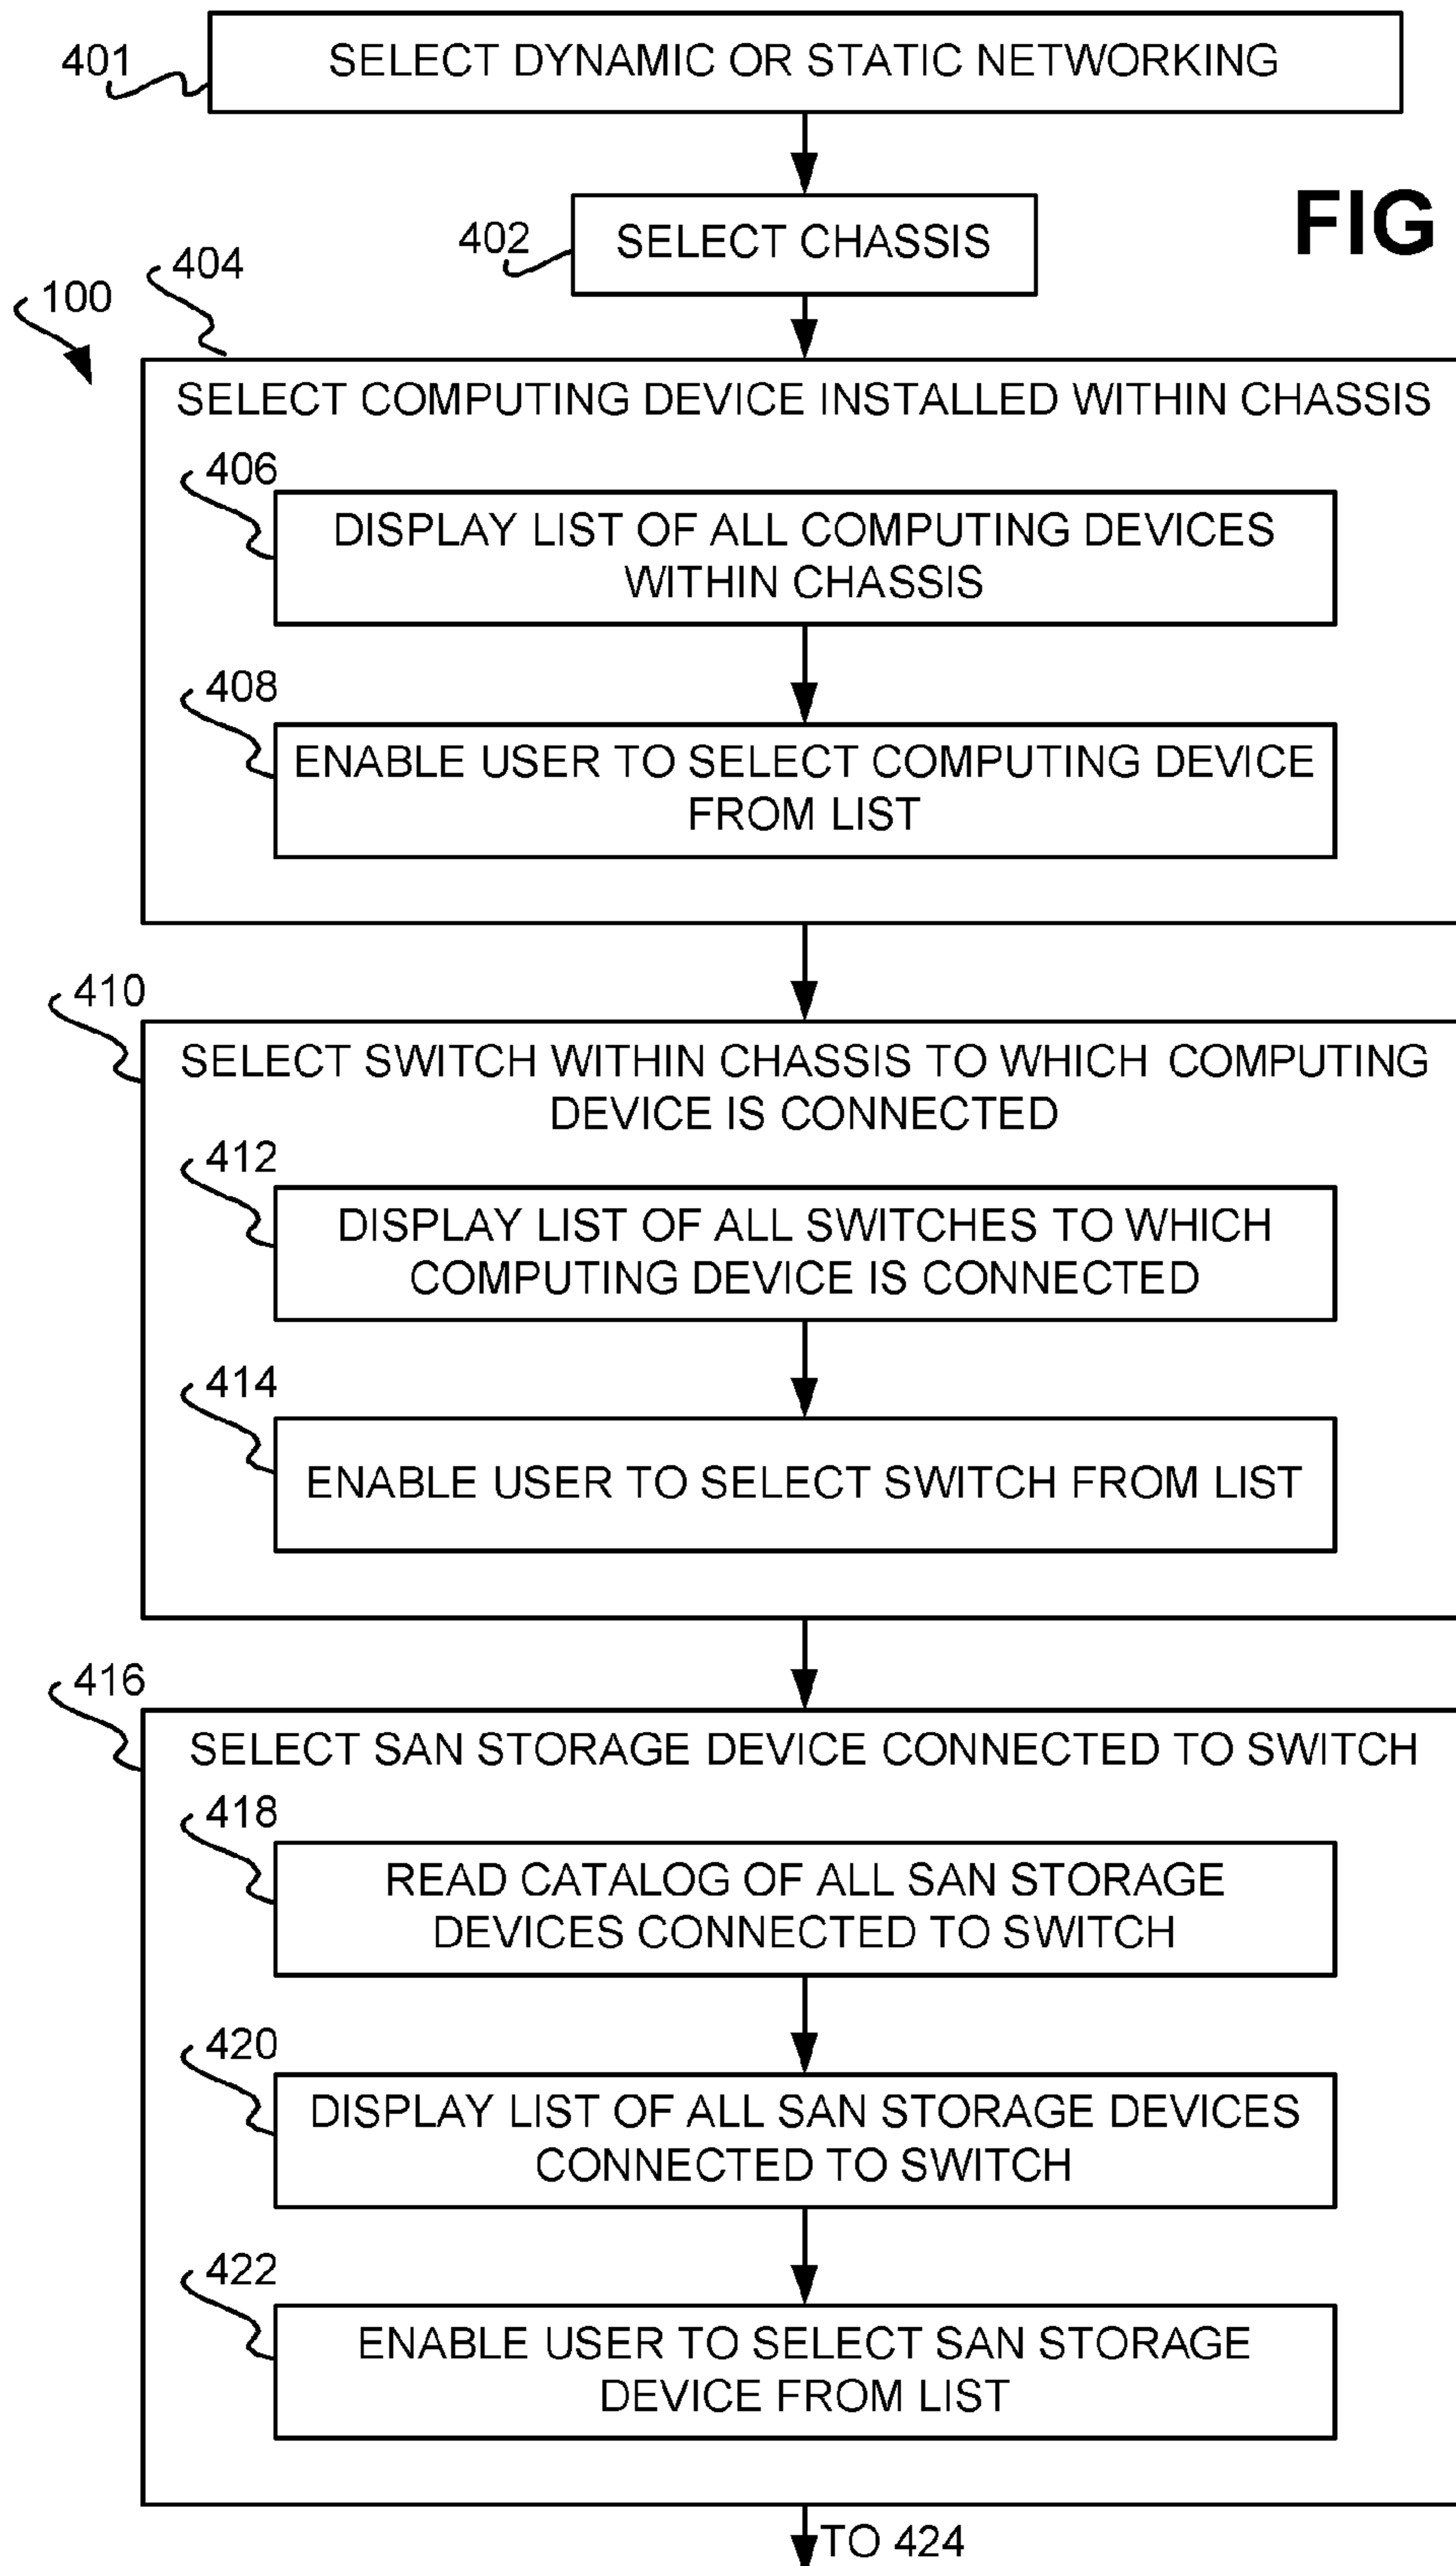 401
SELECT DYNAMIC OR STATIC NETWORKING
FIG
402
SELECT CHASSIS
404
100
SELECT COMPUTING DEVICE INSTALLED WITHIN CHASSIS
406
DISPLAY LIST OF ALL COMPUTING DEVICES
WITHIN CHASSIS
408
ENABLE USER TO SELECT COMPUTING DEVICE
FROM LIST
410
SELECT SWITCH WITHIN CHASSIS TO WHICH COMPUTING
DEVICE IS CONNECTED
412
DISPLAY LIST OF ALL SWITCHES TO WHICH
COMPUTING DEVICE IS CONNECTED
414
ENABLE USER TO SELECT SWITCH FROM LIST
416
SELECT SAN STORAGE DEVICE CONNECTED TO SWITCH
418
READ CATALOG OF ALL SAN STORAGE
DEVICES CONNECTED TO SWITCH
420
DISPLAY LIST OF ALL SAN STORAGE DEVICES
CONNECTED TO SWITCH
422
ENABLE USER TO SELECT SAN STORAGE
DEVICE FROM LIST
TO 424